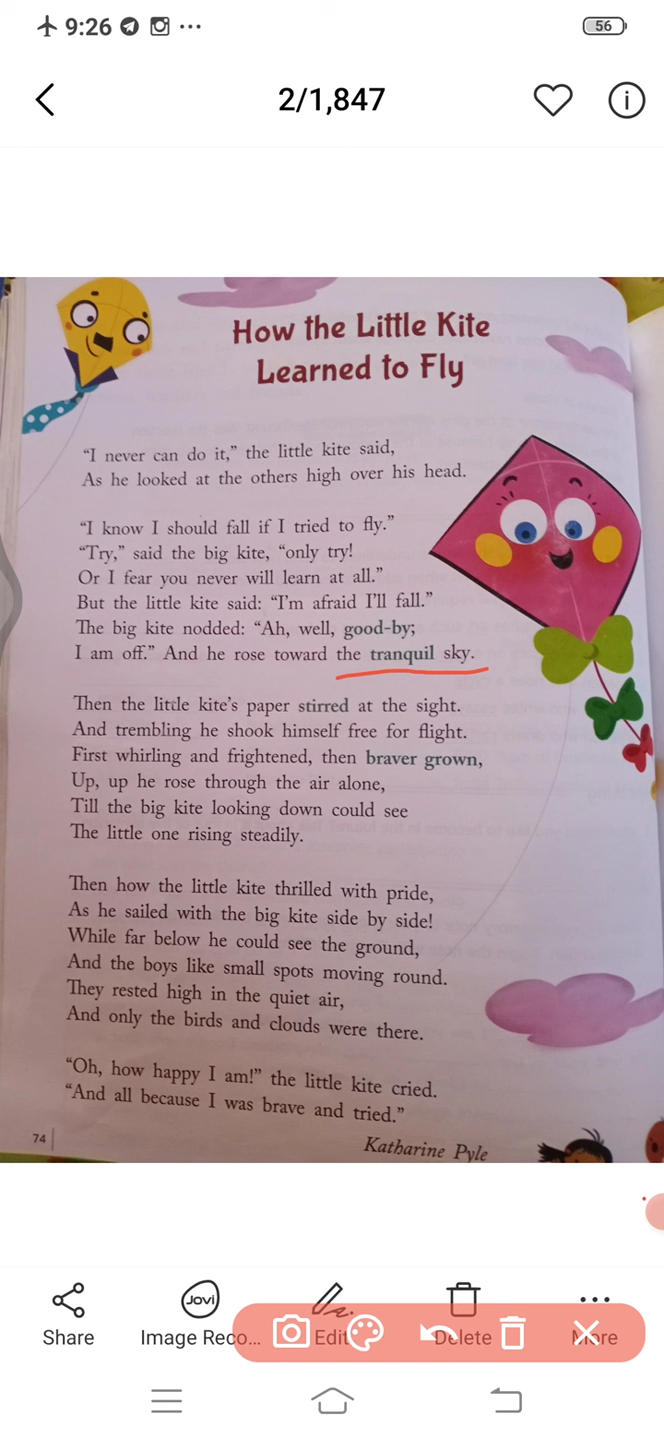 9:26
56
2/1,847
How the Little Kite
Learned to Fly
“I never can do it,” the little kite said,
As he looked at the others high over his head.
“I know I should fall if I tried to fly.”
“Try,” said the big kite, “only try!
Or I fear you never will learn at all.”
But the little kite said: “I'm afraid I'll fall.”
The big kite nodded: “Ah, well, good-by;
I am off.” And he rose toward the tranquil sky.
Then the little kite's paper stirred at the sight.
And trembling he shook himself free for flight.
First whirling and frightened, then braver grown,
Up, up he rose through the air alone,
Till the big kite looking down could see
The little one rising steadily.
Then how the little kite thrilled with pride,
As he sailed with the big kite side by side!
While far below he could see the ground,
And the boys like small spots moving round.
They rested high in the quiet air,
And only the birds and clouds were there.
“Oh, how happy I am!” the little kite cried.
“And all because I was brave and tried.”
74
Katharine Pyle
Jovi
Share Image Reco... Edit Delete More